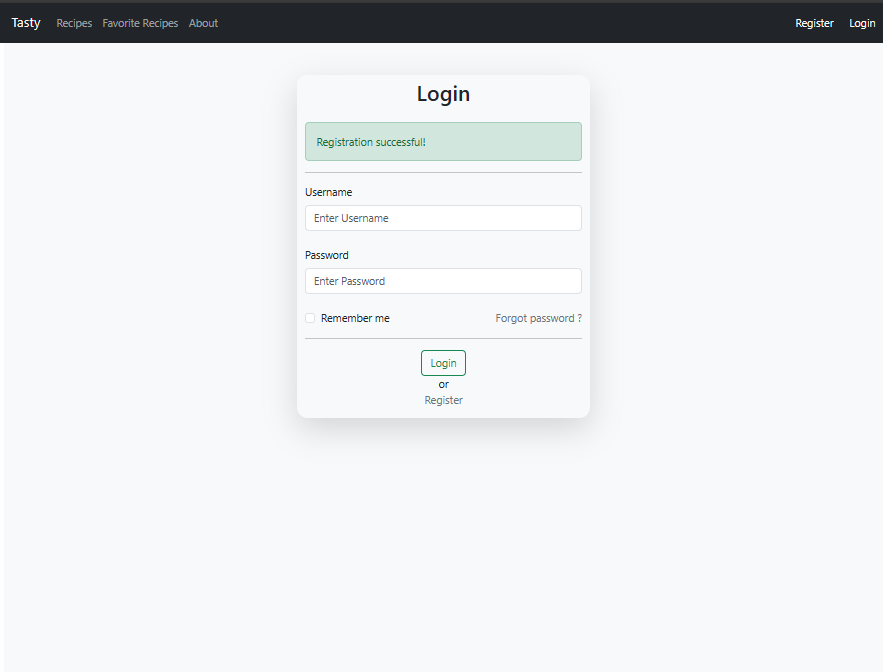 Tasty Recipes Favorite Recipes About Register Login
Login
Registration successful!
Username
Enter Username
Password
Enter Password
Remember me Forgot password ?
Login
or
Register